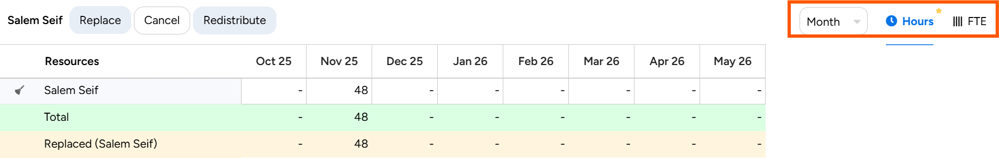 Salem Seif Replace Cancel Redistribute Month Hours FTE
Resources Oct 25 Nov 25 Dec 25 Jan 26 Feb 26 Mar 26 Apr 26 May 26
Salem Seif - 48 - - - - - -
Total - 48 - - - - - -
Replaced (Salem Seif) - 48 - - - - - -